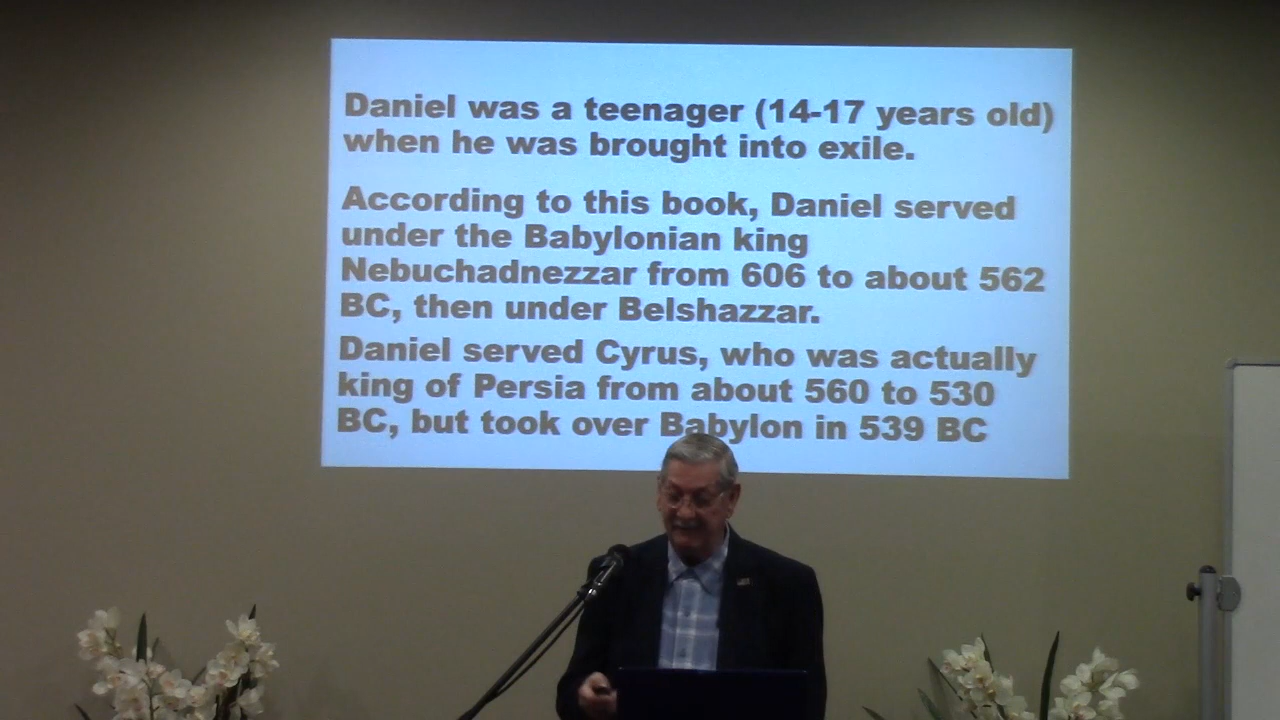 Daniel was a teenager (14-17 years old)
when he was brought into exile.
According to this book, Daniel served
under the Babylonian king
Nebuchadnezzar from 606 to about 562
BC, then under Belshazzar.
Daniel served Cyrus, who was actually
king of Persia from about 560 to 530
BC, but took over Babylon in 539 BC